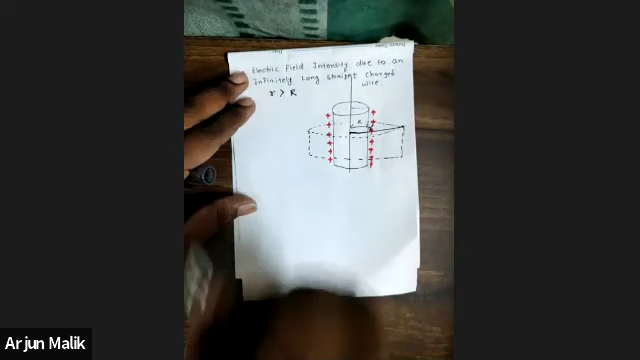 Electric Field Intensity due to an
Infinitely Long straight charged
wire.
r > R
R
Arjun Malik